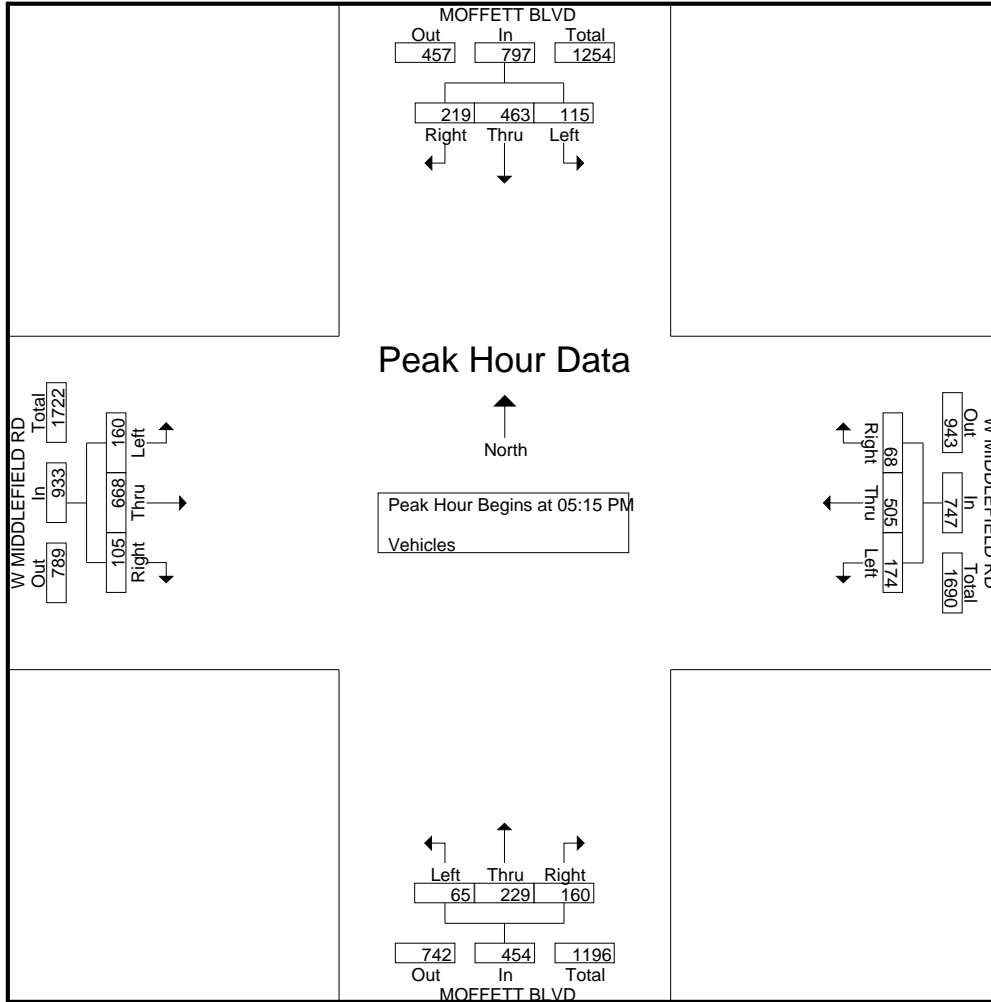 MOFFETT BLVD
Out In Total
457 797 1254
219 463 115
Right Thru Left
Peak Hour Data
North
Peak Hour Begins at 05:15 PM
Vehicles
W MIDDLEFIELD RD
Out In Total
789 933 1722
105 668 160
Right Thru Left
W MIDDLEFIELD RD
Out In Total
943 747 1690
68 505 174
Right Thru Left
Left Thru Right
65 229 160
742 454 1196
Out In Total
MOFFETT BLVD